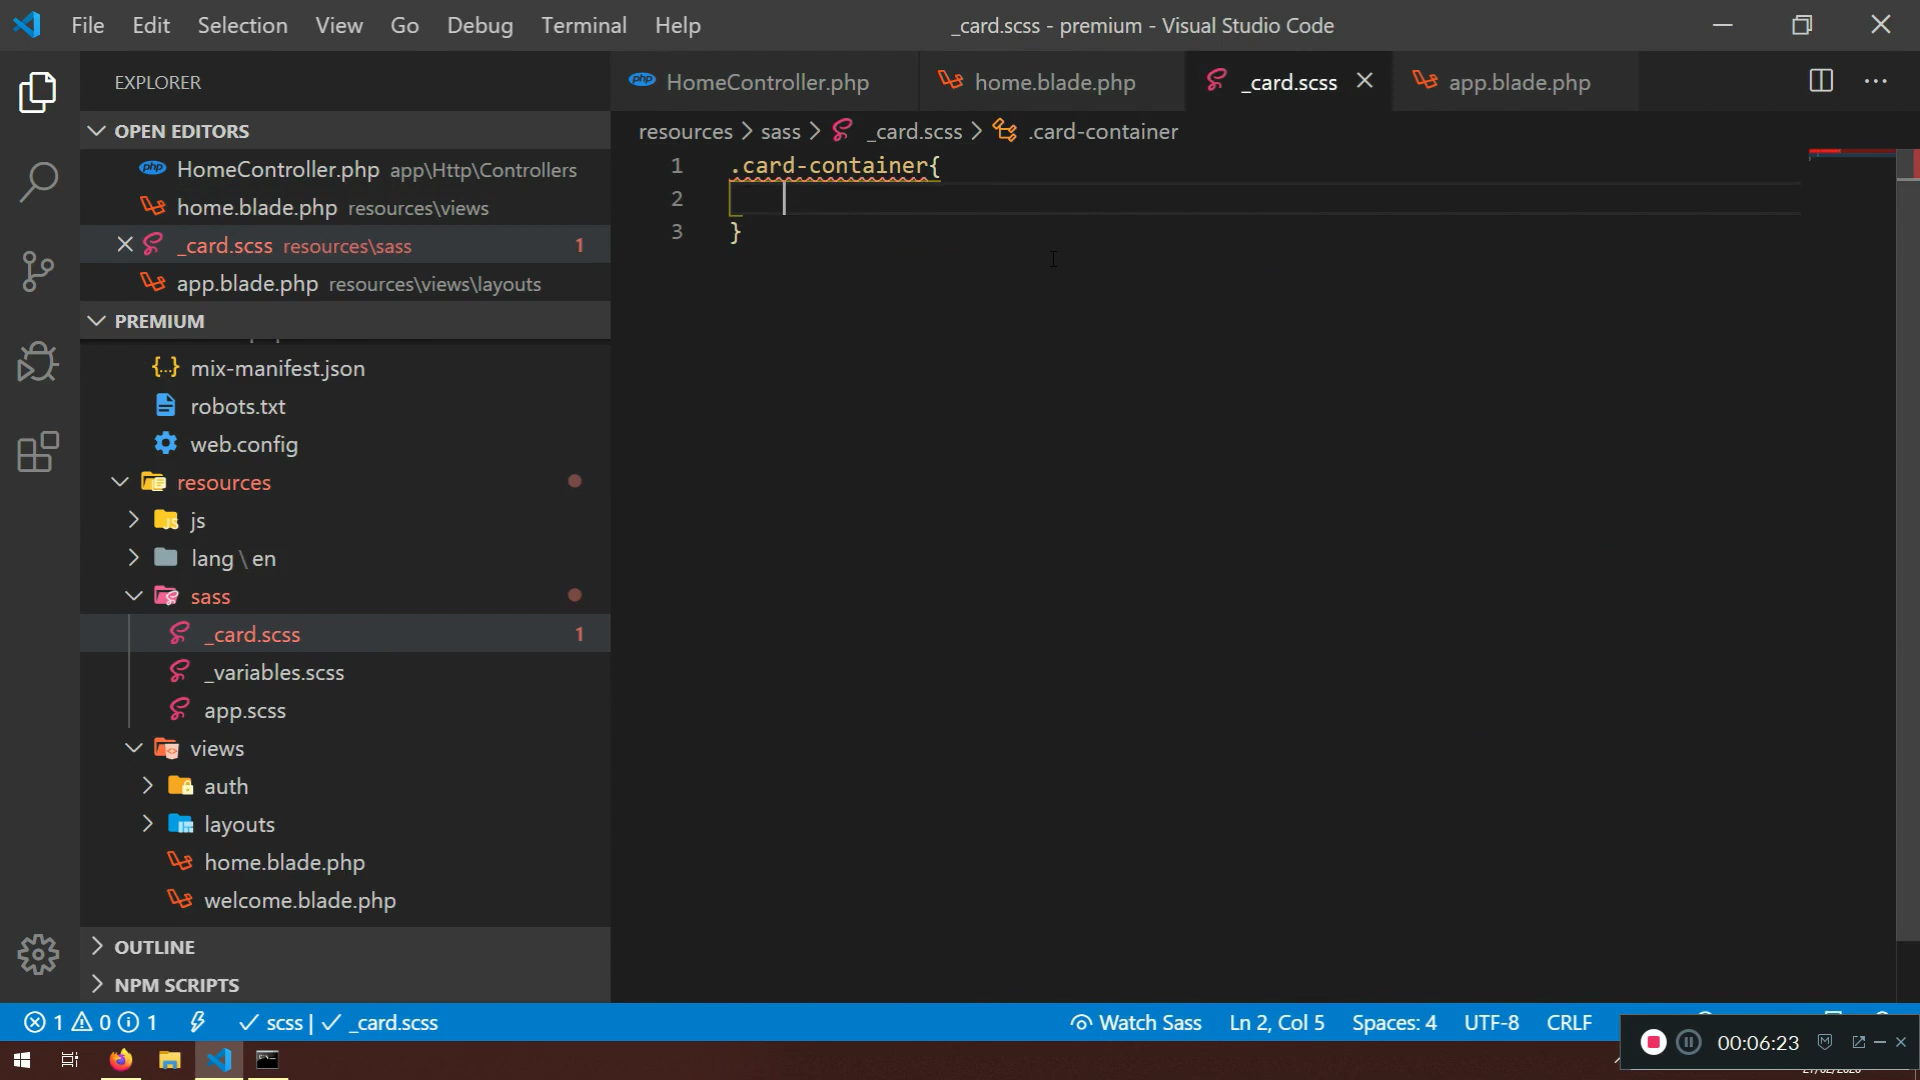 File Edit Selection View Go Debug Terminal Help
_card.scss - premium - Visual Studio Code
EXPLORER
OPEN EDITORS
HomeController.php app\Http\Controllers
home.blade.php resources\views
_card.scss resources\sass 1
app.blade.php resources\views\layouts
PREMIUM
mix-manifest.json
robots.txt
web.config
resources
js
lang \ en
sass
_card.scss 1
_variables.scss
app.scss
views
auth
layouts
home.blade.php
welcome.blade.php
OUTLINE
NPM SCRIPTS
HomeController.php home.blade.php _card.scss app.blade.php
resources > sass > _card.scss > .card-container
1 .card-container{
2
3 }
1 0 1 scss | _card.scss
Watch Sass Ln 2, Col 5 Spaces: 4 UTF-8 CRLF
00:06:23